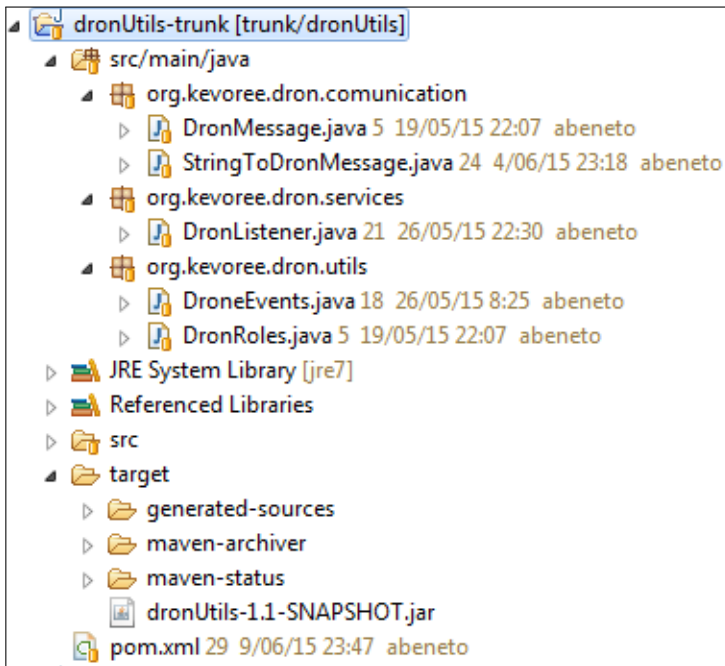 dronUtils-trunk [trunk/dronUtils]
src/main/java
org.kevoree.dron.comunication
DronMessage.java 5 19/05/15 22:07 abeneto
StringToDronMessage.java 24 4/06/15 23:18 abeneto
org.kevoree.dron.services
DronListener.java 21 26/05/15 22:30 abeneto
org.kevoree.dron.utils
DroneEvents.java 18 26/05/15 8:25 abeneto
DronRoles.java 5 19/05/15 22:07 abeneto
JRE System Library [jre7]
Referenced Libraries
src
target
generated-sources
maven-archiver
maven-status
dronUtils-1.1-SNAPSHOT.jar
pom.xml 29 9/06/15 23:47 abeneto